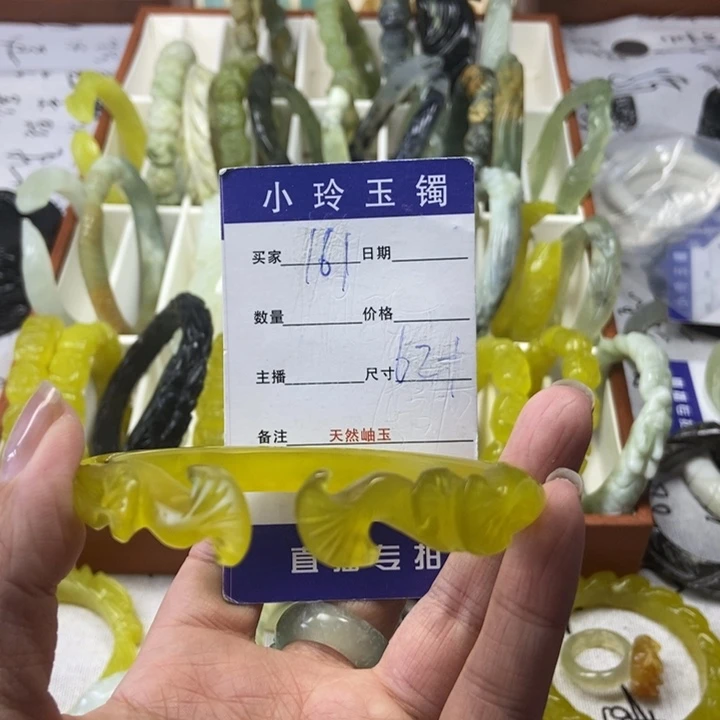 小玲玉镯
买家 161 日期
数量 价格
主播 尺寸 62+
备注 天然岫玉
直播专拍